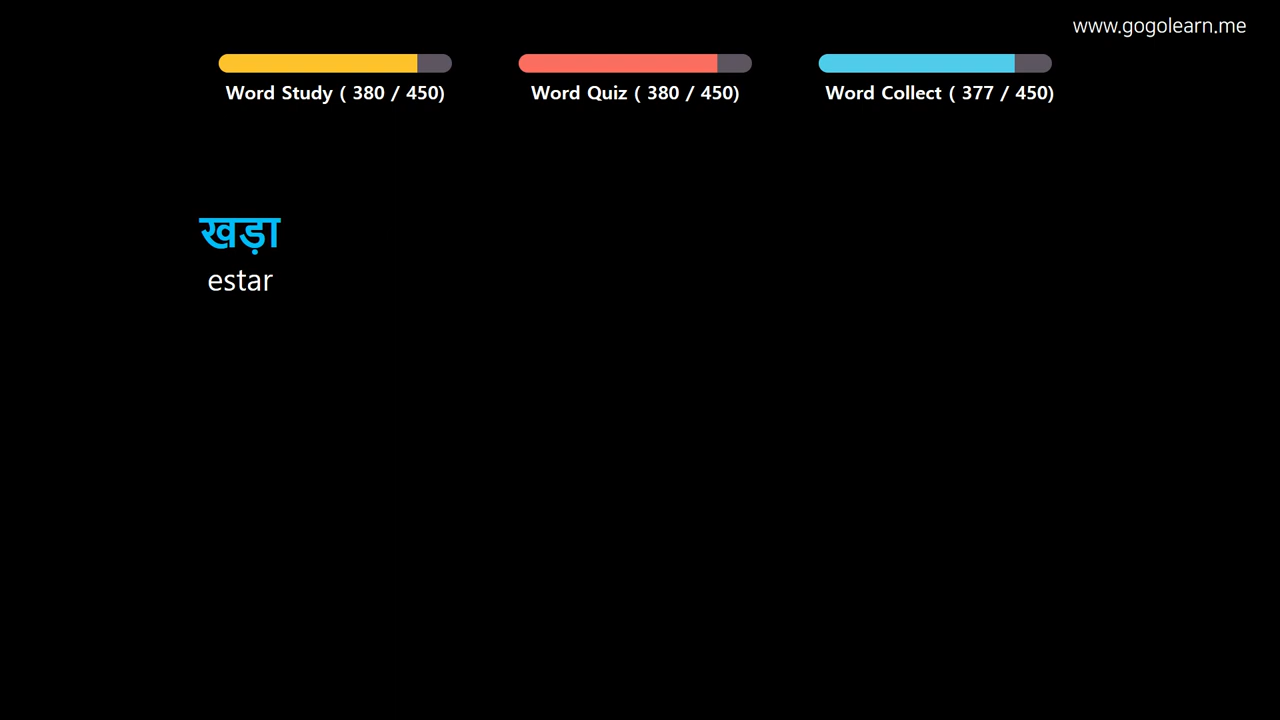 www.gogolearn.me
Word Study ( 380 / 450)
Word Quiz ( 380 / 450)
Word Collect ( 377 / 450)
खड़ा
estar